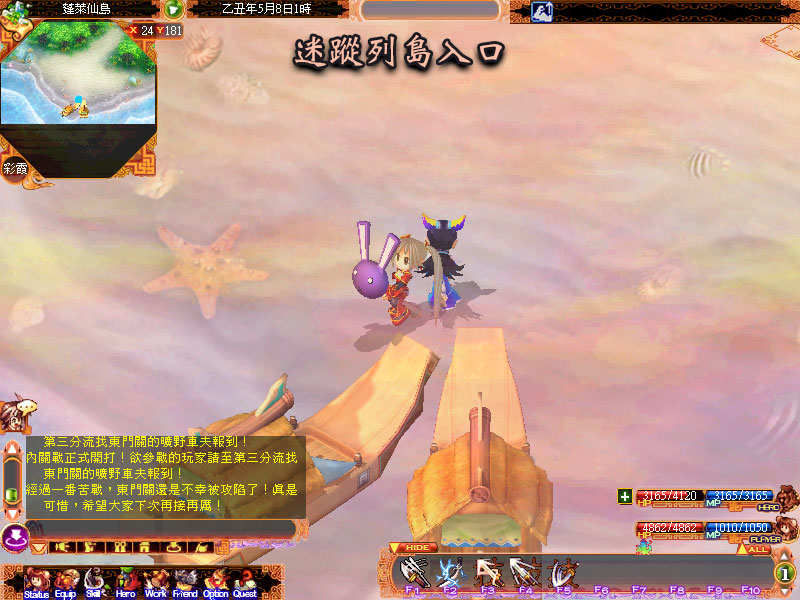 蓬萊仙島
乙丑年5月8日1時
X 24 Y 181
迷蹤列島入口
彩霞
第三分流找東門關的曠野車夫報到！
內關戰正式開打！欲參戰的玩家請至第三分流找
東門關的曠野車夫報到！
經過一番苦戰，東門關還是不幸被攻陷了！真是
可惜，希望大家下次再接再厲！
3165/4120 3165/3165
HP MP HERO
4862/4862 1010/1050
HP MP PLAYER
HIDE ALL
F1 F2 F3 F4 F5 F6 F7 F8 F9 F10
1
Status Equip Skill Hero Work Friend Option Quest